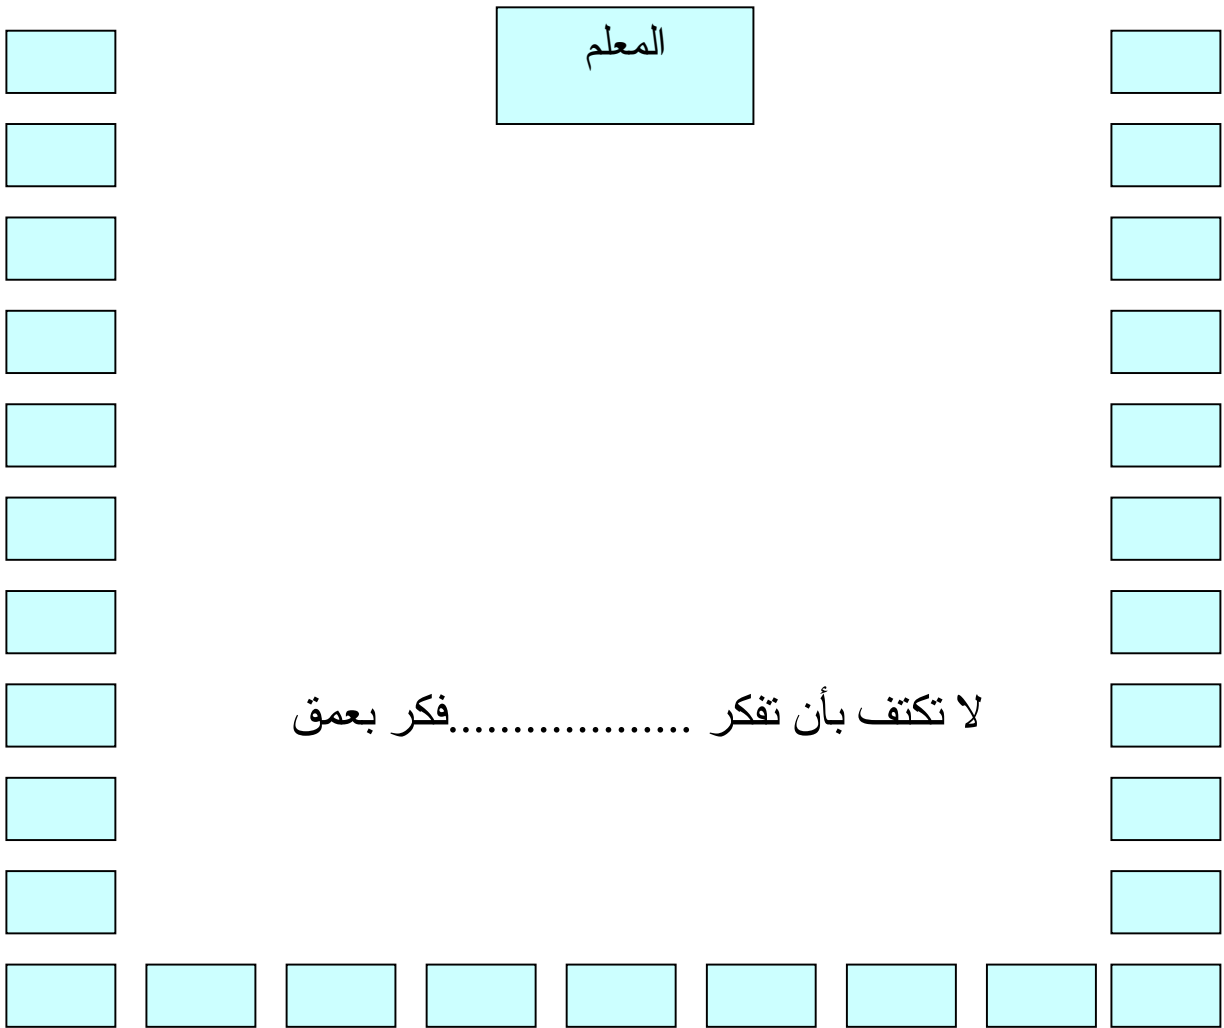 المعلم
لا تكتف بأن تفكر ...................فكر بعمق